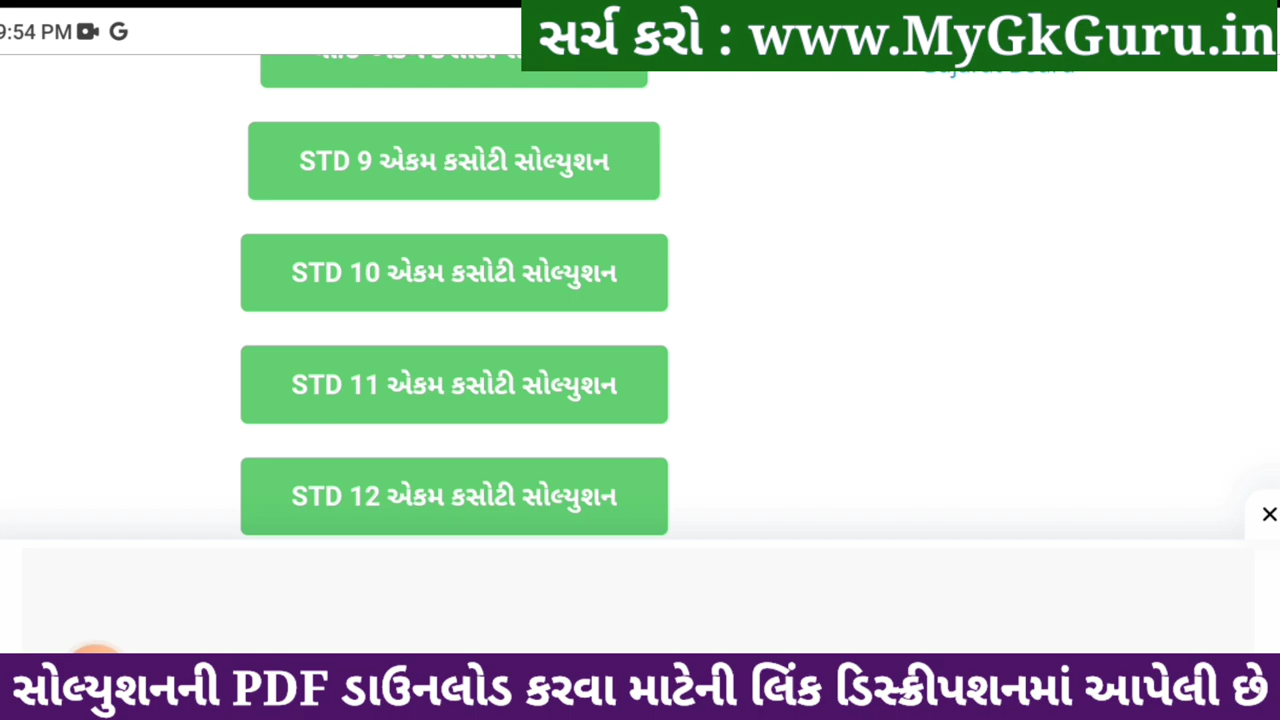 9:54 PM
સર્ચ કરો : www.MyGkGuru.in
STD 9 એકમ કસોટી સોલ્યુશન
STD 10 એકમ કસોટી સોલ્યુશન
STD 11 એકમ કસોટી સોલ્યુશન
STD 12 એકમ કસોટી સોલ્યુશન
સોલ્યુશનની PDF ડાઉનલોડ કરવા માટેની લિંક ડિસ્ક્રીપશનમાં આપેલી છે